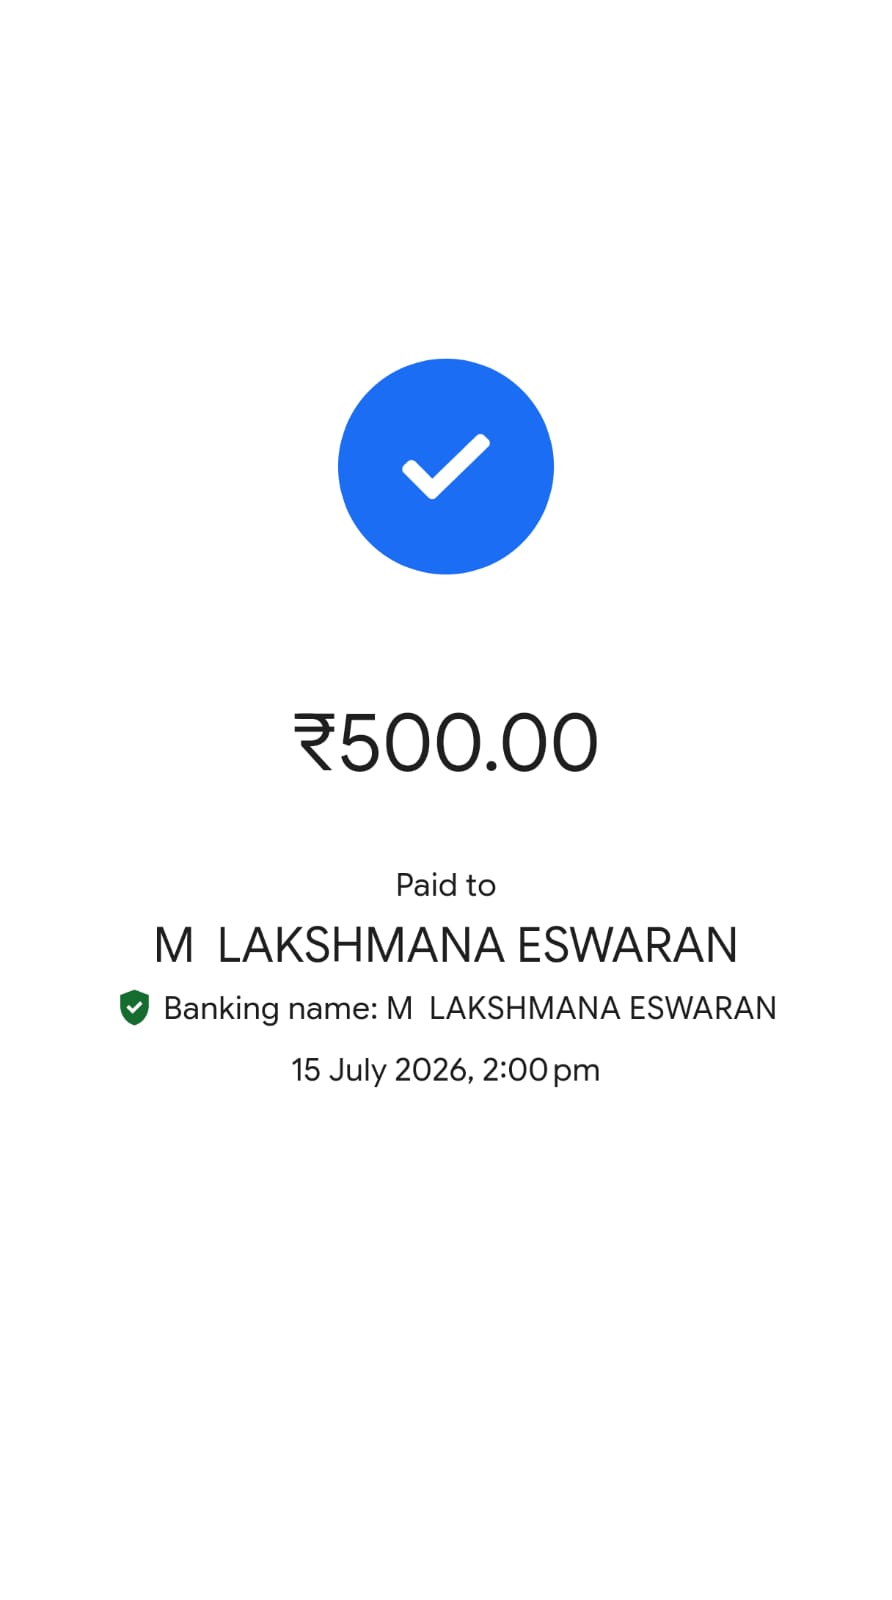 ₹500.00
Paid to
M  LAKSHMANA ESWARAN
Banking name: M  LAKSHMANA ESWARAN
15 July 2026, 2:00 pm